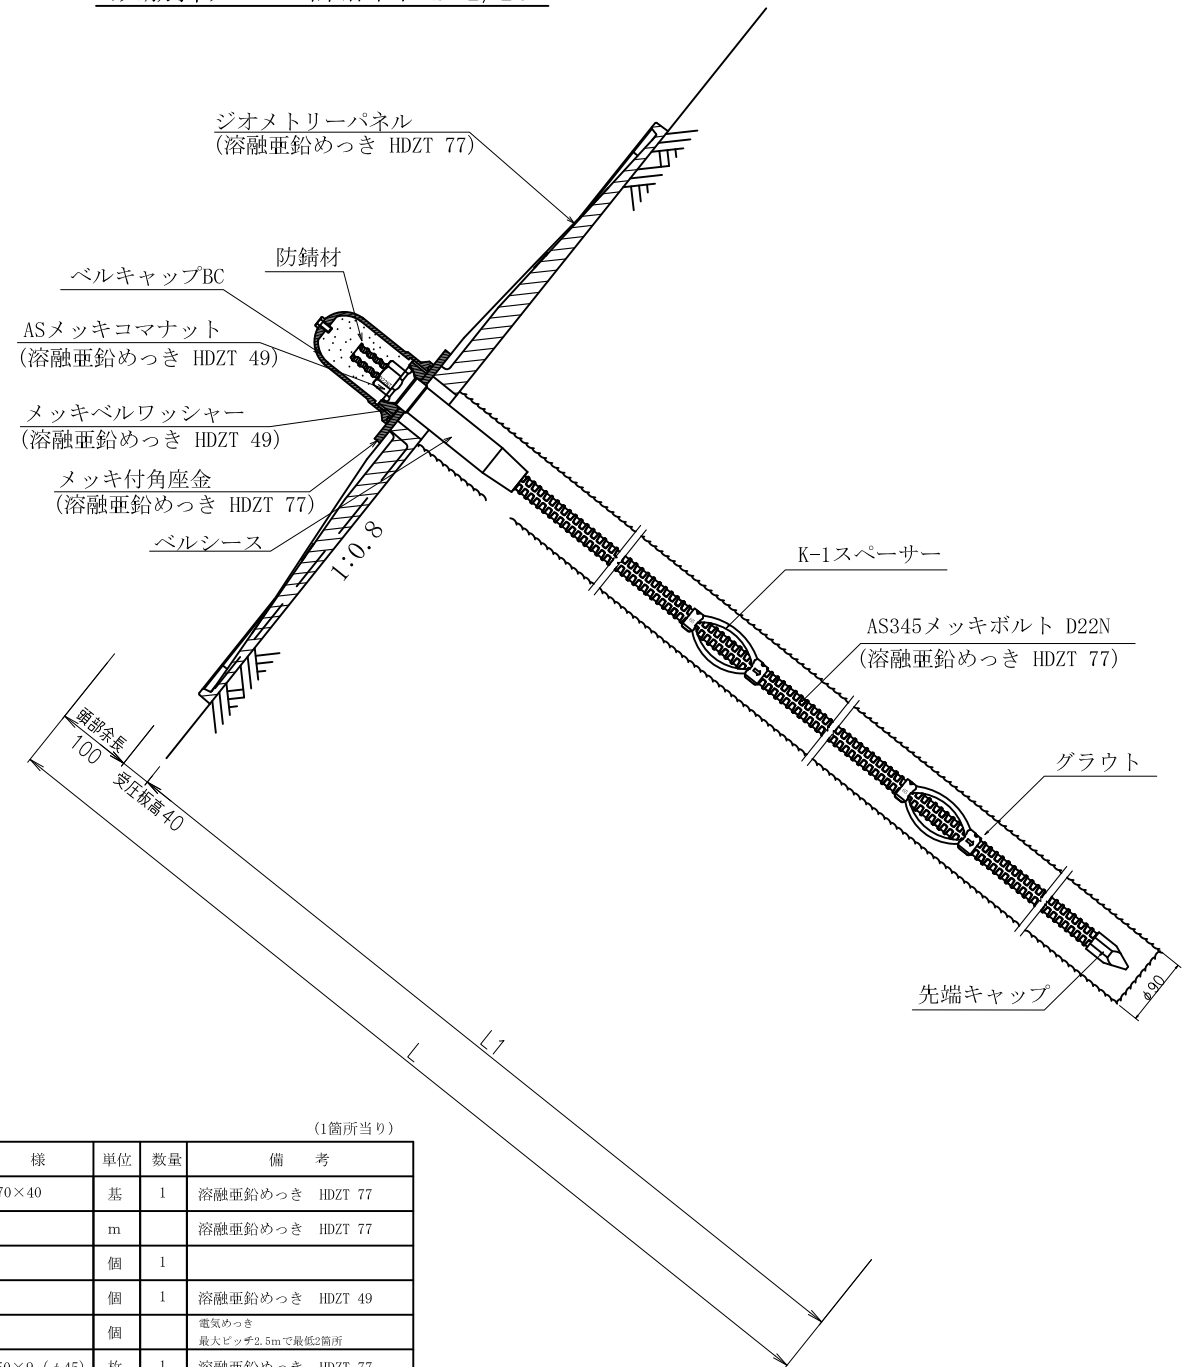 ジオメトリーパネル
(溶融亜鉛めっき HDZT 77)
防錆材
ベルキャップBC
ASメッキコマナット
(溶融亜鉛めっき HDZT 49)
メッキベルワッシャー
(溶融亜鉛めっき HDZT 49)
メッキ付角座金
(溶融亜鉛めっき HDZT 77)
ベルシース
1:0.8
K-1スペーサー
AS345メッキボルト D22N
(溶融亜鉛めっき HDZT 77)
グラウト
先端キャップ
φ90
頭部余長
100
受圧板高40
L1
L
(1箇所当り)
様 単位 数量 備 考
70×40 基 1 溶融亜鉛めっき HDZT 77
m 溶融亜鉛めっき HDZT 77
個 1
個 1 溶融亜鉛めっき HDZT 49
個 電気めっき
最大ピッチ2.5mで最低2箇所
枚 1 溶融亜鉛めっき HDZT 77